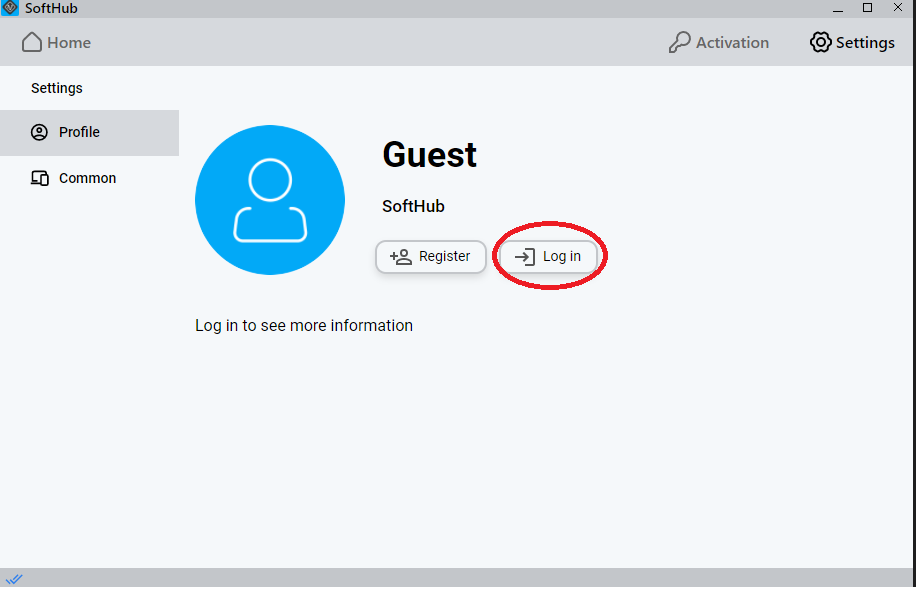 SoftHub
Home
Activation
Settings
Settings
Profile
Common
Guest
SoftHub
Register
Log in
Log in to see more information